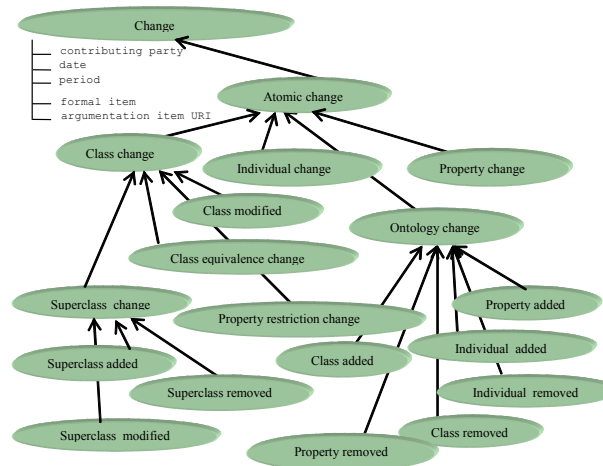 Change
contributing party
date
period
formal item
argumentation item URI
Atomic change
Class change
Individual change
Property change
Class modified
Ontology change
Class equivalence change
Superclass change
Property added
Property restriction change
Class added
Individual added
Superclass added
Superclass removed
Individual removed
Superclass modified
Class removed
Property removed